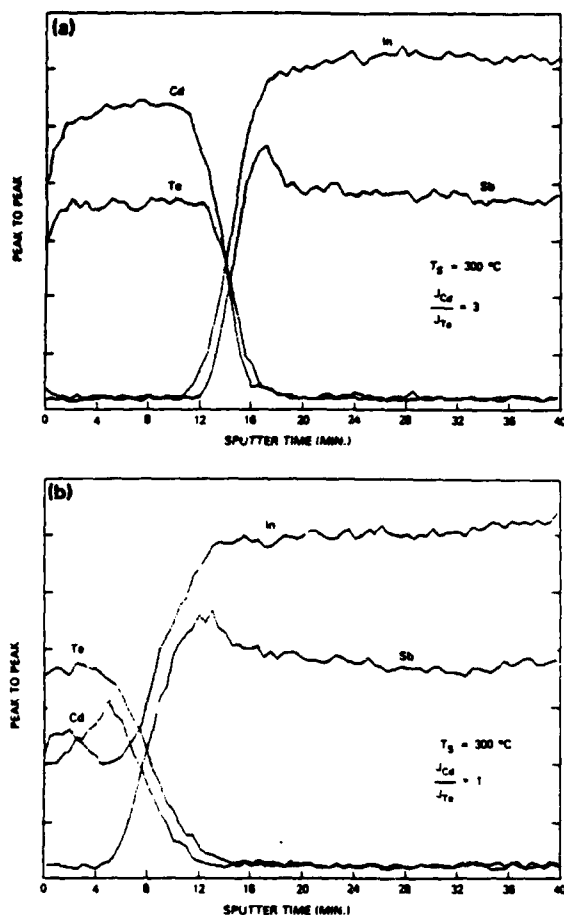 (a)
In
Cd
Te
Sb
PEAK TO PEAK
T_S = 300 °C
J_Cd / J_Te = 3
0 4 8 12 16 20 24 28 32 36 40
SPUTTER TIME (MIN.)
(b)
In
Te
Cd
Sb
PEAK TO PEAK
T_S = 300 °C
J_Cd / J_Te = 1
0 4 8 12 16 20 24 28 32 36 40
SPUTTER TIME (MIN.)